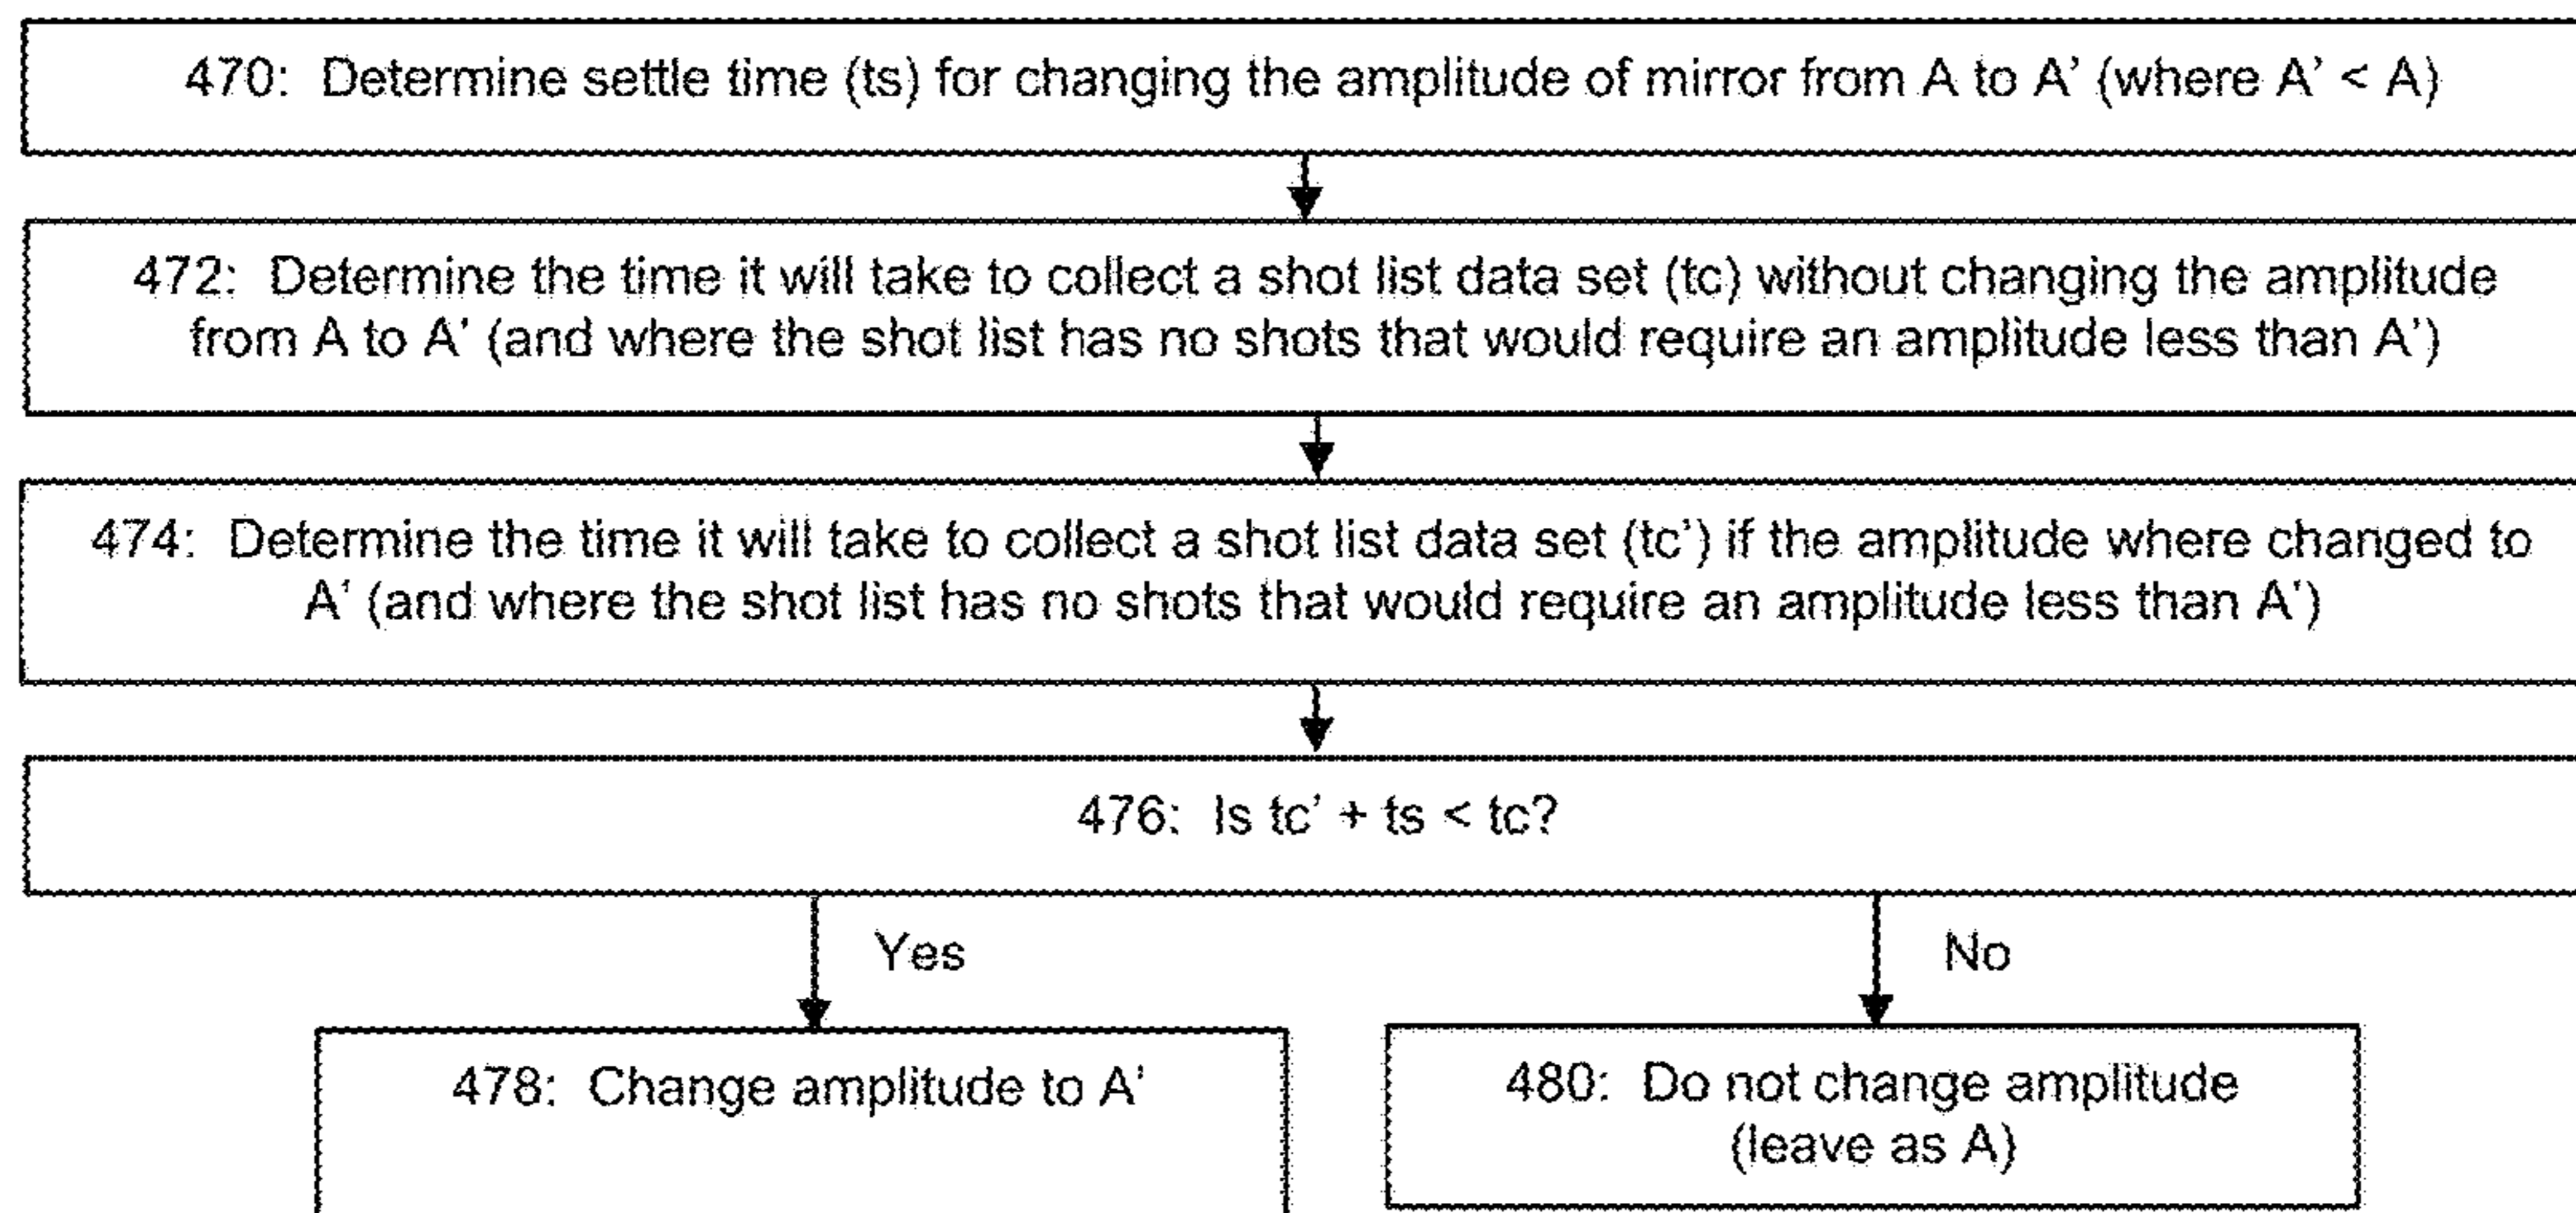 470: Determine settle time (ts) for changing the amplitude of mirror from A to A' (where A' < A)
472: Determine the time it will take to collect a shot list data set (tc) without changing the amplitude
from A to A' (and where the shot list has no shots that would require an amplitude less than A')
474: Determine the time it will take to collect a shot list data set (tc') if the amplitude where changed to
A' (and where the shot list has no shots that would require an amplitude less than A')
476: Is tc' + ts < tc?
Yes
No
478: Change amplitude to A'
480: Do not change amplitude
(leave as A)